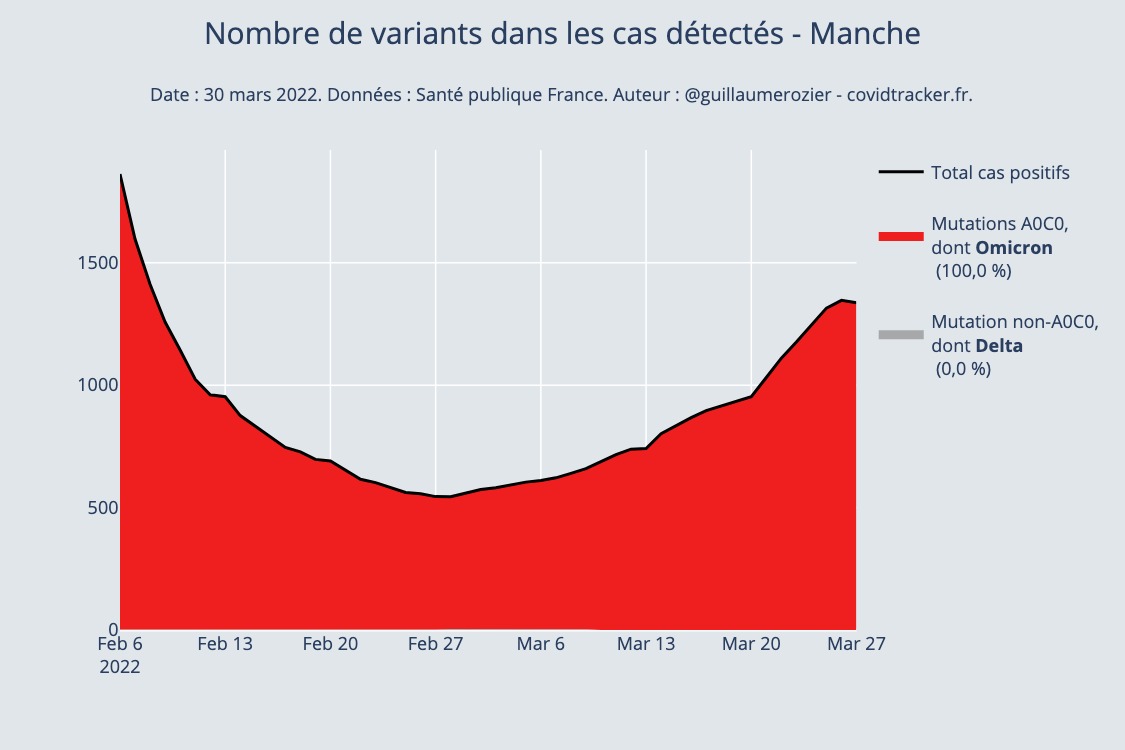 Nombre de variants dans les cas détectés - Manche
Date : 30 mars 2022. Données : Santé publique France. Auteur : @guillaumerozier - covidtracker.fr.
Total cas positifs
Mutations A0C0,
dont Omicron
(100,0 %)
Mutation non-A0C0,
dont Delta
(0,0 %)
1500
1000
500
0
Feb 6 Feb 13 Feb 20 Feb 27 Mar 6 Mar 13 Mar 20 Mar 27
2022